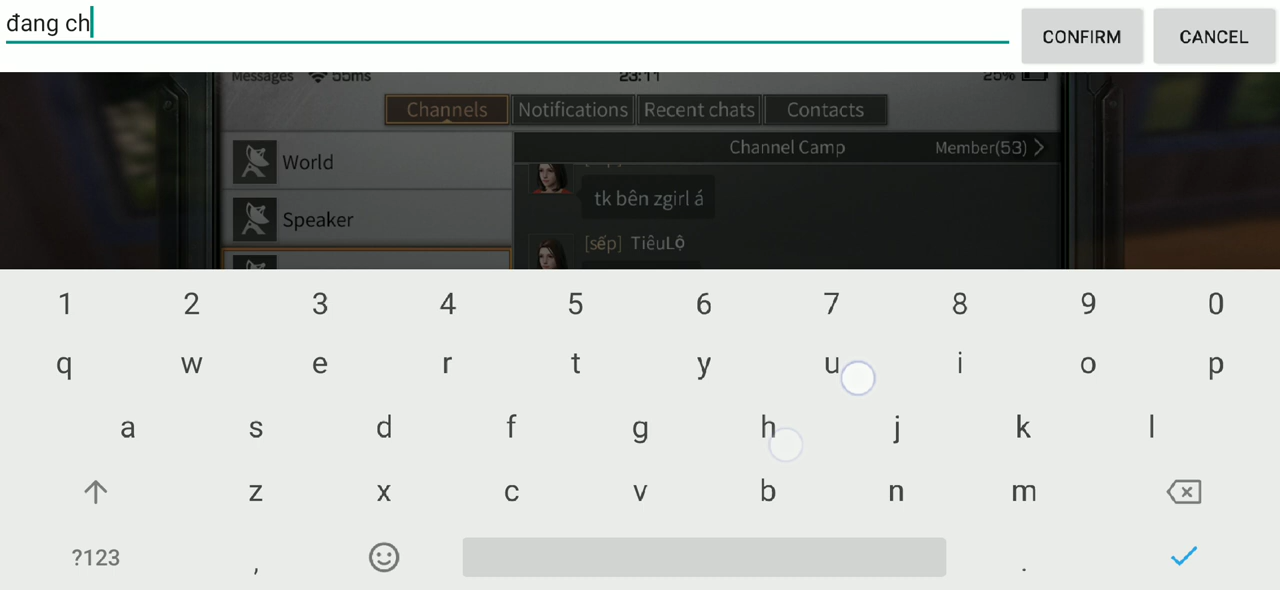 đang ch
CONFIRM
CANCEL
Messages
55ms
23:11
25%
Channels
Notifications
Recent chats
Contacts
World
Channel Camp
Member(53)
tk bên zgirl á
Speaker
[sếp] TiêuLộ
1 2 3 4 5 6 7 8 9 0
q w e r t y u i o p
a s d f g h j k l
z x c v b n m
?123 , .